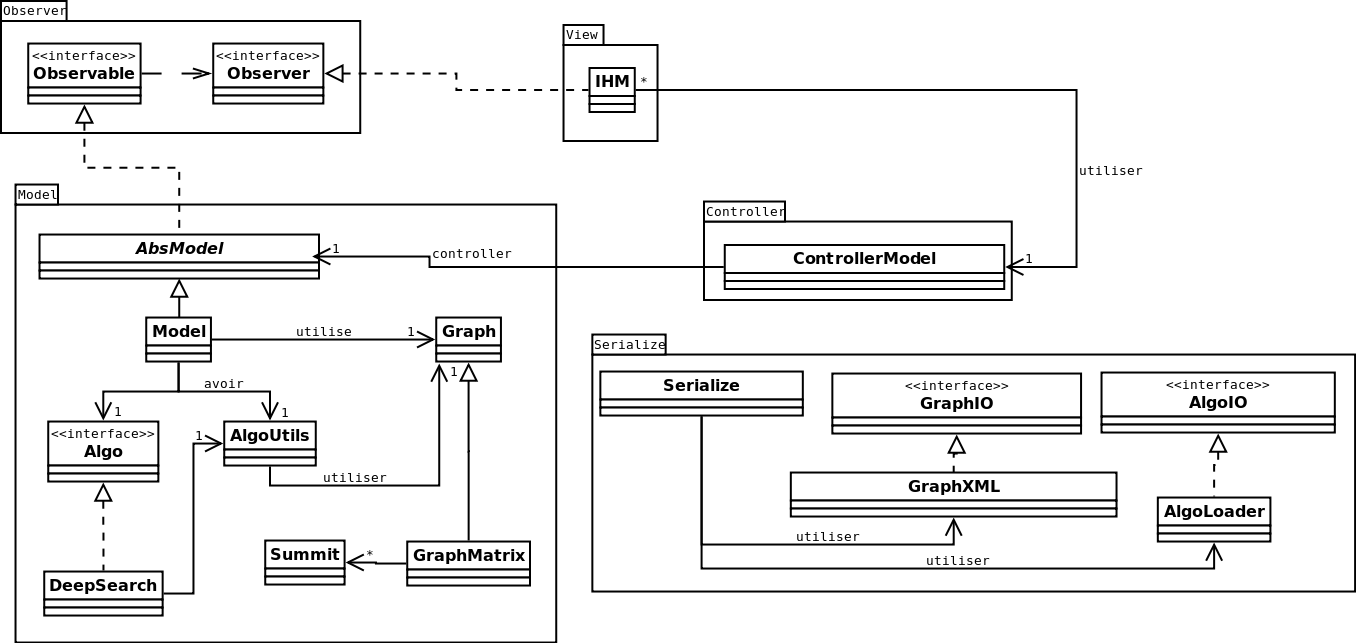 Observer
<<interface>>
Observable
<<interface>>
Observer
View
IHM
*
utiliser
Model
AbsModel
1
controller
Controller
ControllerModel
1
Model
utilise
1
Graph
1
avoir
1
1
<<interface>>
Algo
1
AlgoUtils
utiliser
Summit
*
GraphMatrix
DeepSearch
Serialize
Serialize
<<interface>>
GraphIO
<<interface>>
AlgoIO
GraphXML
AlgoLoader
utiliser
utiliser